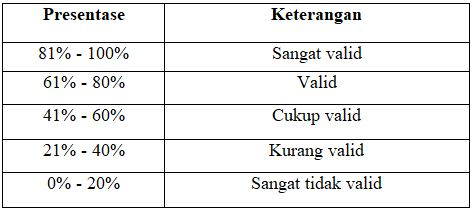 Presentase Keterangan
81% - 100% Sangat valid
61% - 80% Valid
41% - 60% Cukup valid
21% - 40% Kurang valid
0% - 20% Sangat tidak valid